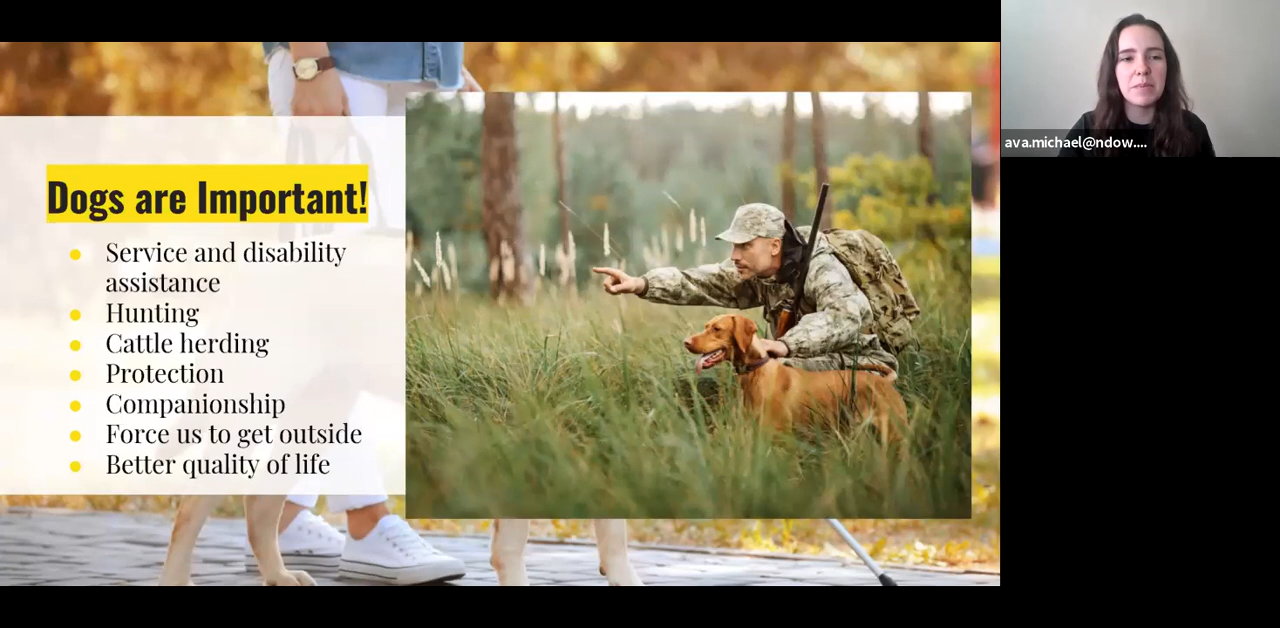 Dogs are Important!
Service and disability
assistance
Hunting
Cattle herding
Protection
Companionship
Force us to get outside
Better quality of life
ava.michael@ndow....